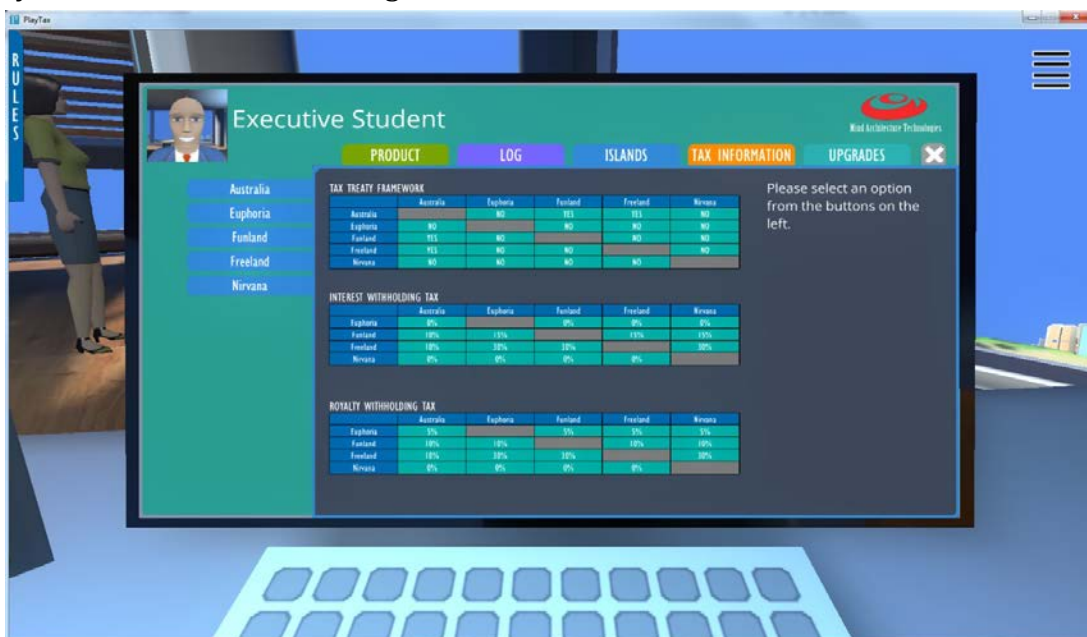 PlayTax
RULES
Executive Student
Mind Architecture Technologies
PRODUCT LOG ISLANDS TAX INFORMATION UPGRADES
Australia
Euphoria
Funland
Freeland
Nirvana
TAX TREATY FRAMEWORK
Australia Euphoria Funland Freeland Nirvana
Australia NO YES YES NO
Euphoria NO NO NO NO
Funland YES NO NO NO
Freeland YES NO NO NO
Nirvana NO NO NO NO
INTEREST WITHHOLDING TAX
Australia Euphoria Funland Freeland Nirvana
Euphoria 0% 0% 0% 0%
Funland 10% 15% 15% 15%
Freeland 10% 30% 30% 30%
Nirvana 0% 0% 0% 0%
ROYALTY WITHHOLDING TAX
Australia Euphoria Funland Freeland Nirvana
Euphoria 5% 5% 5% 5%
Funland 10% 10% 10% 10%
Freeland 10% 30% 30% 30%
Nirvana 0% 0% 0% 0%
Please select an option
from the buttons on the
left.